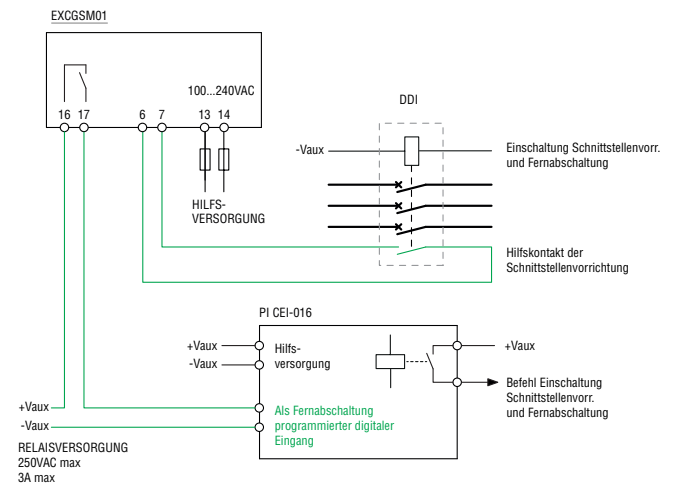 EXCGSM01
100...240VAC
16 17 6 7 13 14
HILFS-
VERSORGUNG
DDI
-Vaux
Einschaltung Schnittstellenvorr.
und Fernabschaltung
Hilfskontakt der
Schnittstellenvorrichtung
PI CEI-016
+Vaux
-Vaux
Hilfs-
versorgung
+Vaux
Befehl Einschaltung
Schnittstellenvorr.
und Fernabschaltung
Als Fernabschaltung
programmierter digitaler
Eingang
+Vaux
-Vaux
RELAISVERSORGUNG
250VAC max
3A max